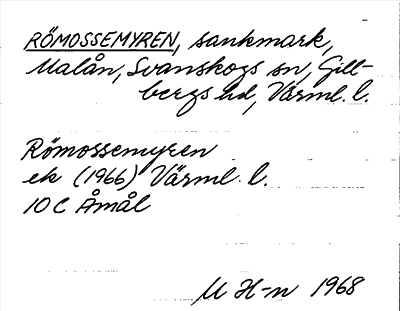 RÖMOSSEMYREN, sankmark,
Malån, Svanskogs sn, Gill-
bergs hd, Värml. l.
Römossemyren
ek (1966) Värml. l.
10 C Åmål
M H-n 1968